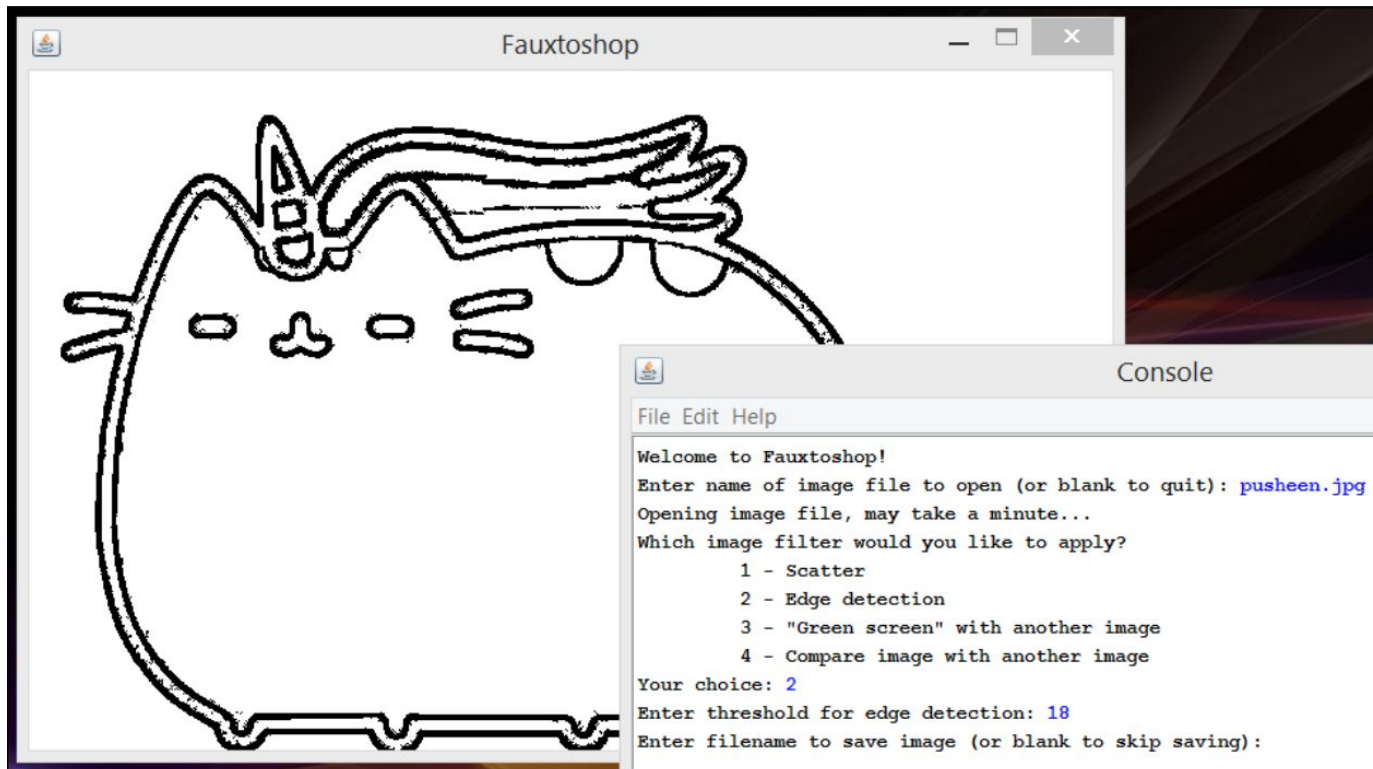 Fauxtoshop
Console
File Edit Help
Welcome to Fauxtoshop!
Enter name of image file to open (or blank to quit): pusheen.jpg
Opening image file, may take a minute...
Which image filter would you like to apply?
1 - Scatter
2 - Edge detection
3 - "Green screen" with another image
4 - Compare image with another image
Your choice: 2
Enter threshold for edge detection: 18
Enter filename to save image (or blank to skip saving):